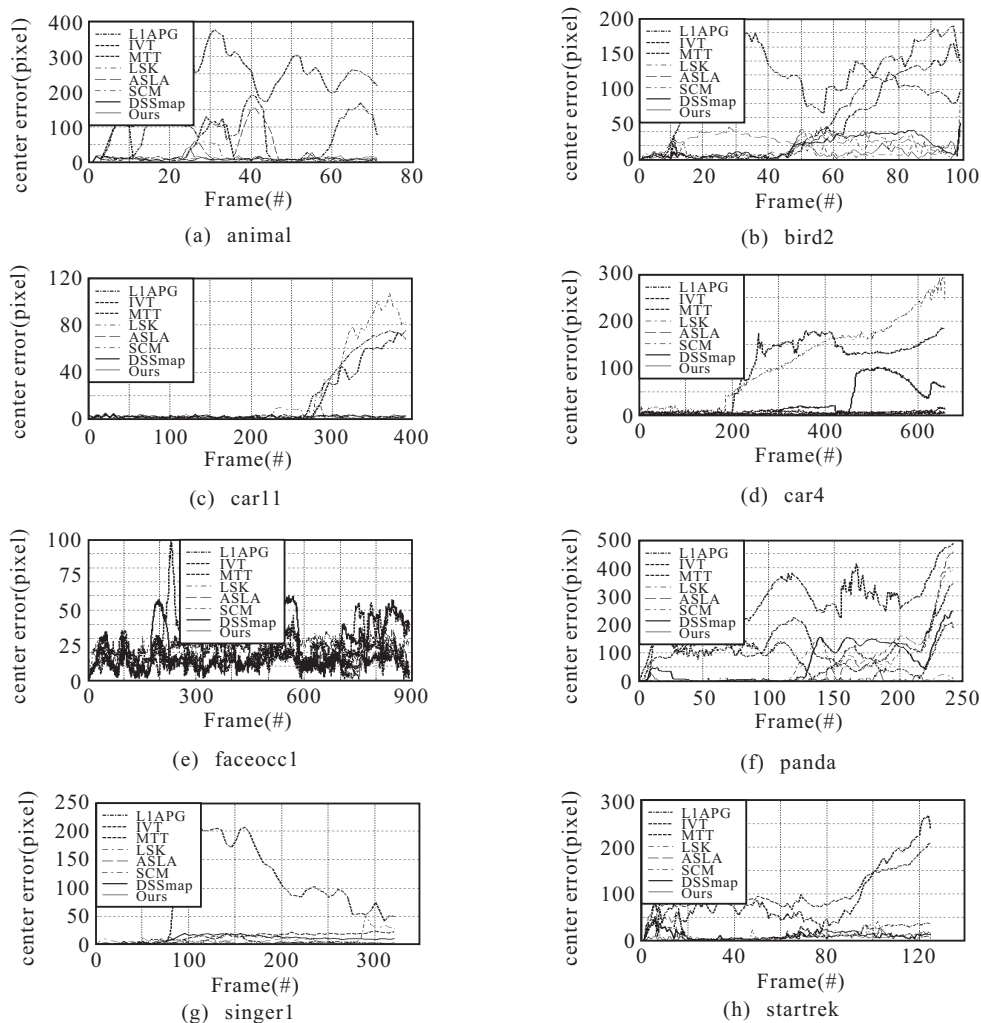 center error(pixel)
400
300
200
100
0
L1APG
IVT
MTT
LSK
ASLA
SCM
DSSmap
Ours
0 20 40 60 80
Frame(#)
(a) animal
center error(pixel)
200
150
100
50
0
L1APG
IVT
MTT
LSK
ASLA
SCM
DSSmap
Ours
0 20 40 60 80 100
Frame(#)
(b) bird2
center error(pixel)
120
80
40
0
L1APG
IVT
MTT
LSK
ASLA
SCM
DSSmap
Ours
0 100 200 300 400
Frame(#)
(c) car11
center error(pixel)
300
200
100
0
L1APG
IVT
MTT
LSK
ASLA
SCM
DSSmap
Ours
0 200 400 600
Frame(#)
(d) car4
center error(pixel)
100
75
50
25
0
L1APG
IVT
MTT
LSK
ASLA
SCM
DSSmap
Ours
0 300 600 900
Frame(#)
(e) faceocc1
center error(pixel)
500
400
300
200
100
0
L1APG
IVT
MTT
LSK
ASLA
SCM
DSSmap
Ours
0 50 100 150 200 250
Frame(#)
(f) panda
center error(pixel)
250
200
150
100
50
0
L1APG
IVT
MTT
LSK
ASLA
SCM
DSSmap
Ours
0 100 200 300
Frame(#)
(g) singer1
center error(pixel)
300
200
100
0
L1APG
IVT
MTT
LSK
ASLA
SCM
DSSmap
Ours
0 40 80 120
Frame(#)
(h) startrek